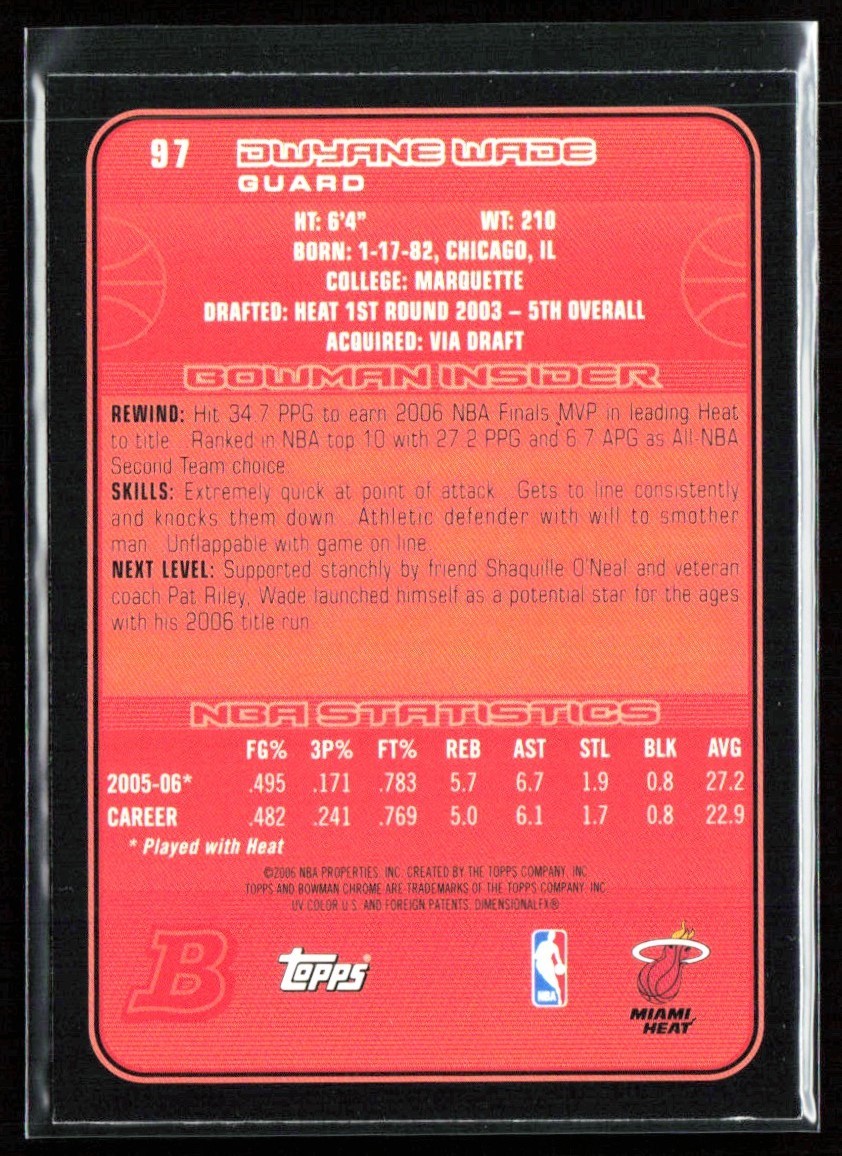 97 DWYANE WADE
GUARD
HT: 6'4" WT: 210
BORN: 1-17-82, CHICAGO, IL
COLLEGE: MARQUETTE
DRAFTED: HEAT 1ST ROUND 2003 – 5TH OVERALL
ACQUIRED: VIA DRAFT
BOWMAN INSIDER
REWIND: Hit 34.7 PPG to earn 2006 NBA Finals MVP in leading Heat
to title. Ranked in NBA top 10 with 27.2 PPG and 6.7 APG as All-NBA
Second Team choice.
SKILLS: Extremely quick at point of attack. Gets to line consistently
and knocks them down. Athletic defender with will to smother
man. Unflappable with game on line.
NEXT LEVEL: Supported stanchly by friend Shaquille O'Neal and veteran
coach Pat Riley, Wade launched himself as a potential star for the ages
with his 2006 title run.
NBA STATISTICS
FG% 3P% FT% REB AST STL BLK AVG
2005-06* .495 .171 .783 5.7 6.7 1.9 0.8 27.2
CAREER .482 .241 .769 5.0 6.1 1.7 0.8 22.9
* Played with Heat
©2006 NBA PROPERTIES, INC. CREATED BY THE TOPPS COMPANY, INC.
TOPPS AND BOWMAN CHROME ARE TRADEMARKS OF THE TOPPS COMPANY, INC.
UV COLOR U.S. AND FOREIGN PATENTS. DIMENSIONALFX®
B TOPPS® NBA MIAMI
HEAT